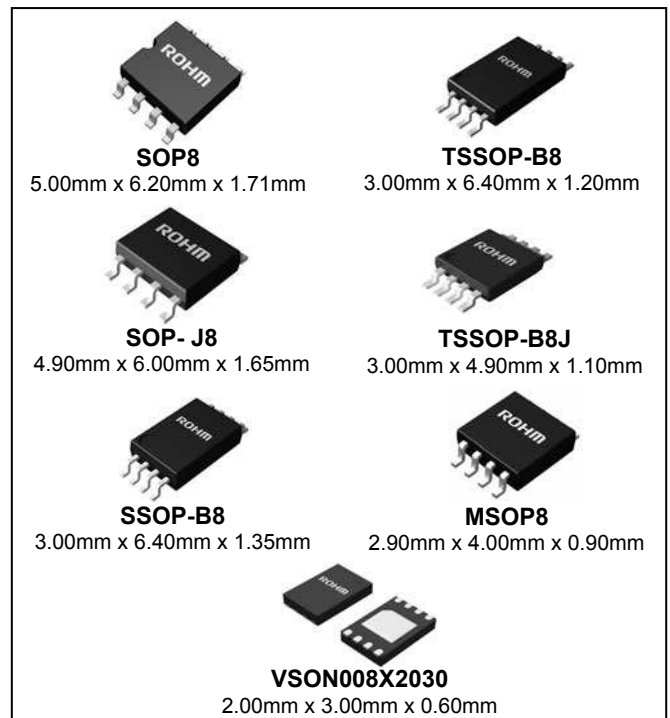 ROHM
SOP8
5.00mm x 6.20mm x 1.71mm
ROHM
TSSOP-B8
3.00mm x 6.40mm x 1.20mm
ROHM
SOP- J8
4.90mm x 6.00mm x 1.65mm
ROHM
TSSOP-B8J
3.00mm x 4.90mm x 1.10mm
ROHM
SSOP-B8
3.00mm x 6.40mm x 1.35mm
ROHM
MSOP8
2.90mm x 4.00mm x 0.90mm
ROHM
VSON008X2030
2.00mm x 3.00mm x 0.60mm